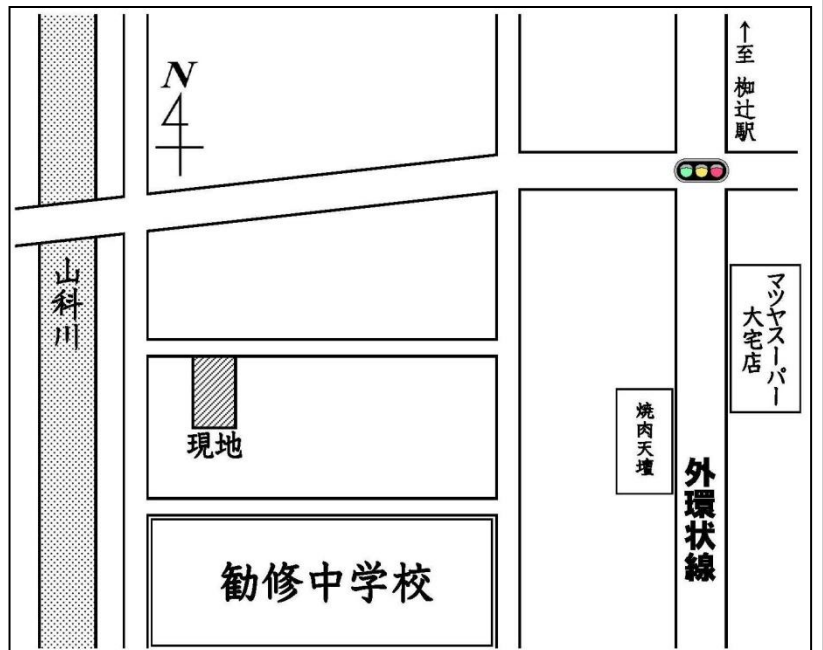 N
↑至 椥辻駅
山科川
マツヤスーパー
大宅店
現地
焼肉天壇
外環状線
勧修中学校